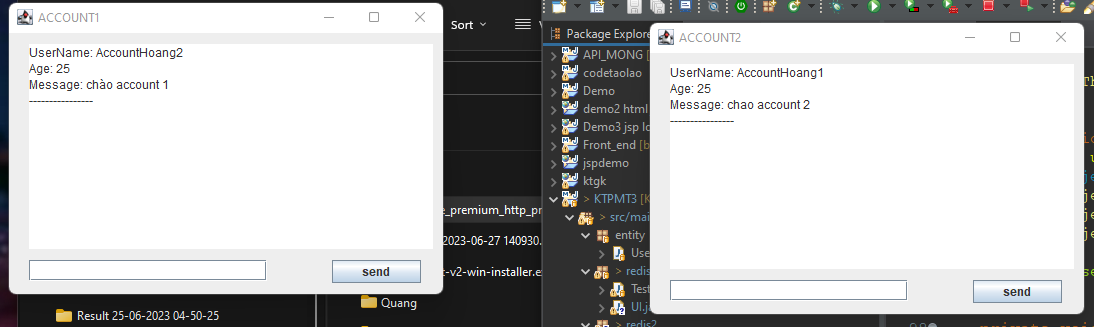 ACCOUNT1
UserName: AccountHoang2
Age: 25
Message: chào account 1
----------------
send
Sort
_premium_http_pr
2023-06-27 140930.
t-v2-win-installer.ex
Quang
Result 25-06-2023 04-50-25
Package Explorer
API_MONG [
codetaolao
Demo
demo2 html
Demo3 jsp lo
Front_end [b
jspdemo
ktgk
> KTPMT3 [K
> src/mai
entity
Use
> redis
Test
UI.j
> redis2
ACCOUNT2
UserName: AccountHoang1
Age: 25
Message: chao account 2
----------------
send